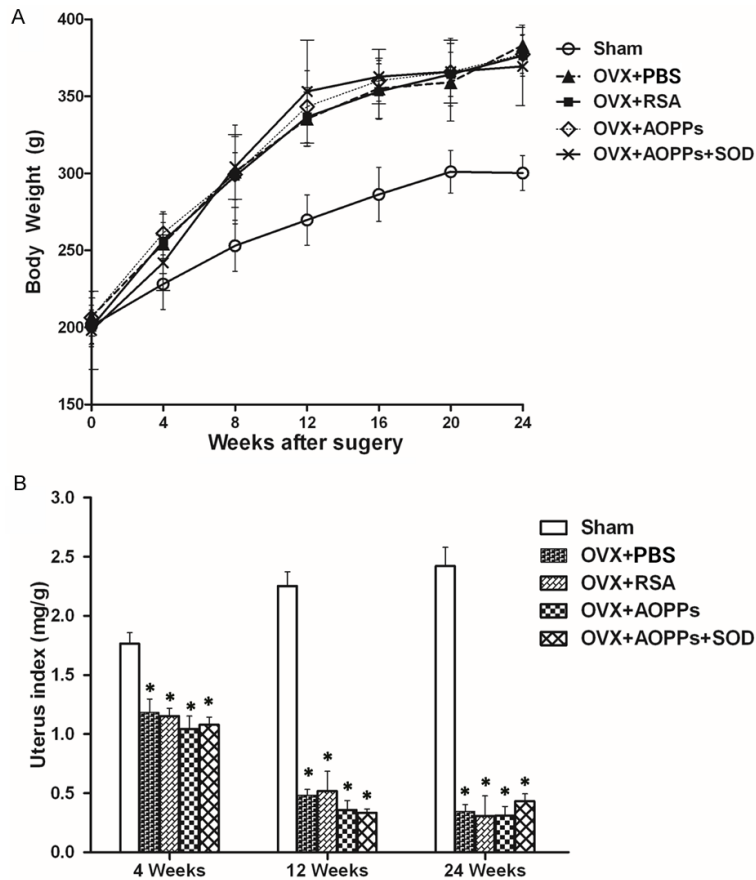 A
400
350
300
250
200
150
Body Weight (g)
0 4 8 12 16 20 24
Weeks after sugery
Sham
OVX+PBS
OVX+RSA
OVX+AOPPs
OVX+AOPPs+SOD
B
3.0
2.5
2.0
1.5
1.0
0.5
0.0
Uterus index (mg/g)
* * * *
* * * *
* * * *
4 Weeks 12 Weeks 24 Weeks
Sham
OVX+PBS
OVX+RSA
OVX+AOPPs
OVX+AOPPs+SOD